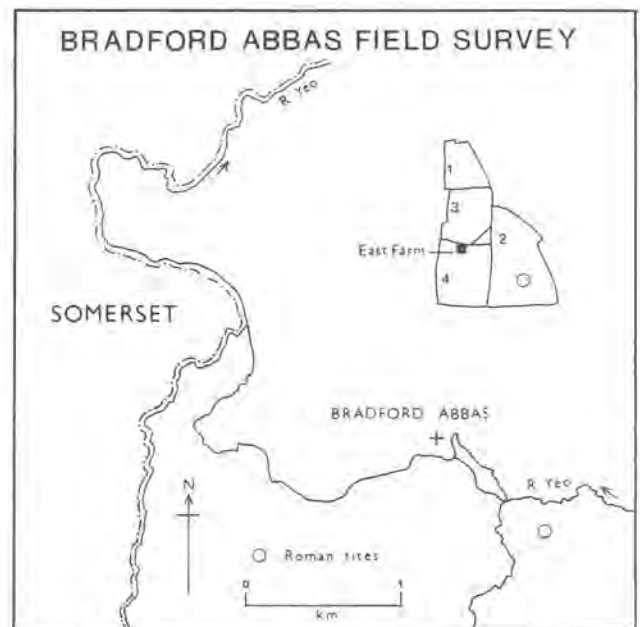 BRADFORD ABBAS FIELD SURVEY
R Yeo
1
3
2
East Farm
4
SOMERSET
BRADFORD ABBAS
R Yeo
N
Roman sites
0 1
km